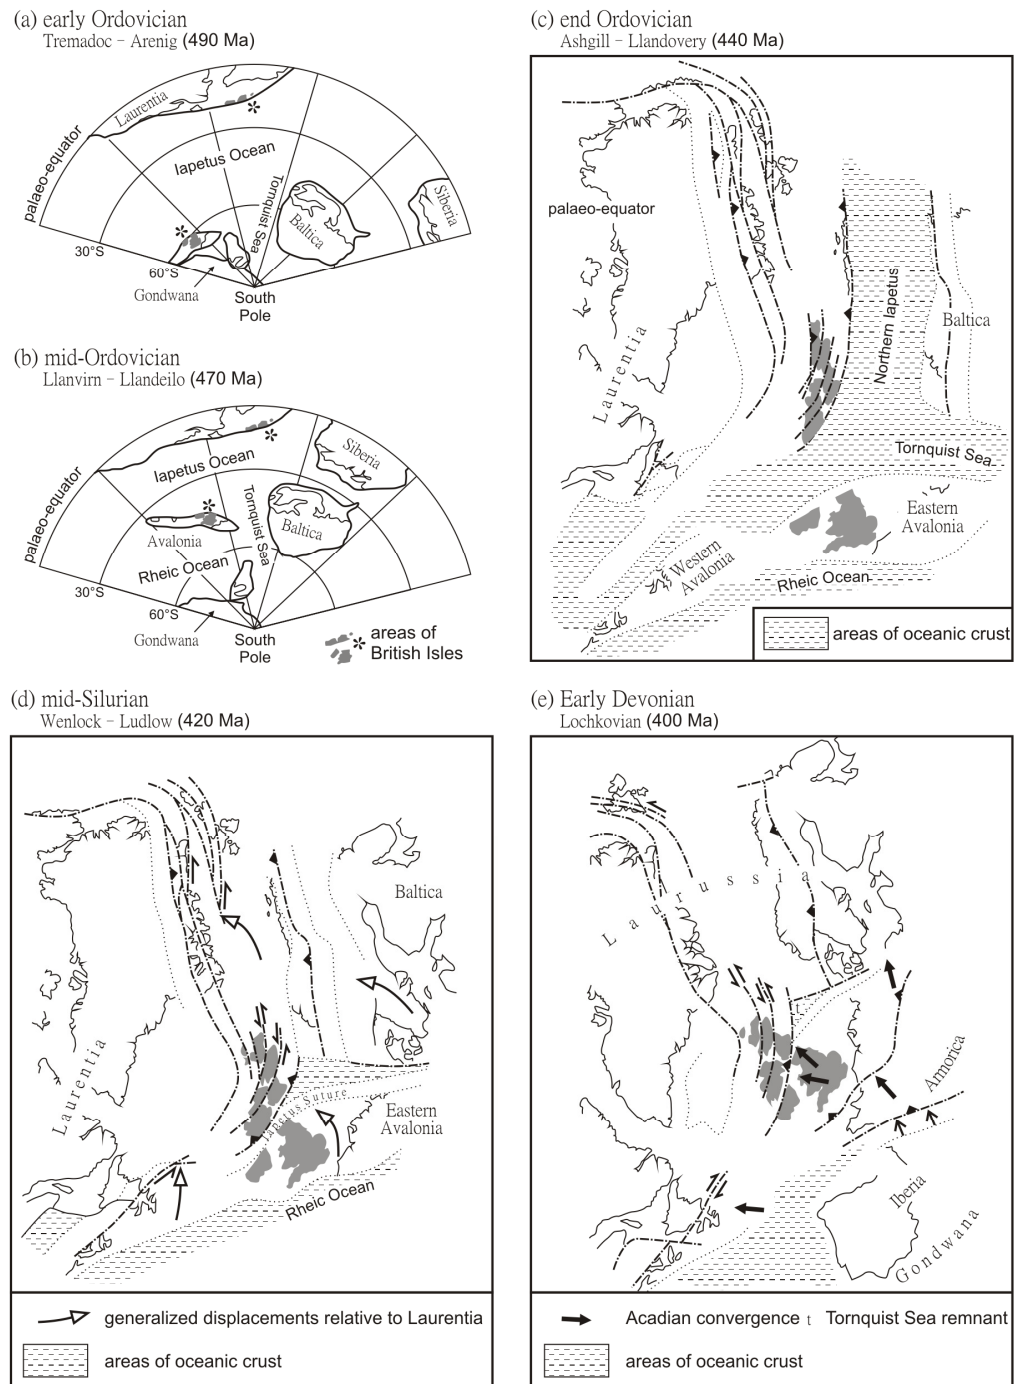 (a) early Ordovician
Tremadoc – Arenig (490 Ma)
Laurentia
palaeo-equator
*
Iapetus Ocean
Tornquist Sea
Baltica
Siberia
*
30°S
60°S
Gondwana
South
Pole
(b) mid-Ordovician
Llanvirn – Llandeilo (470 Ma)
*
Siberia
Iapetus Ocean
palaeo-equator
*
Tornquist Sea
Baltica
Avalonia
Rheic Ocean
30°S
60°S
Gondwana
South
Pole
* areas of
British Isles
(c) end Ordovician
Ashgill – Llandovery (440 Ma)
palaeo-equator
Laurentia
Northern Iapetus
Baltica
Tornquist Sea
Eastern
Avalonia
Western
Avalonia
Rheic Ocean
areas of oceanic crust
(d) mid-Silurian
Wenlock – Ludlow (420 Ma)
Baltica
Laurentia
Iapetus Suture
Eastern
Avalonia
Rheic Ocean
generalized displacements relative to Laurentia
areas of oceanic crust
(e) Early Devonian
Lochkovian (400 Ma)
Laurussia
t
Armorica
Iberia
Gondwana
Acadian convergence t Tornquist Sea remnant
areas of oceanic crust